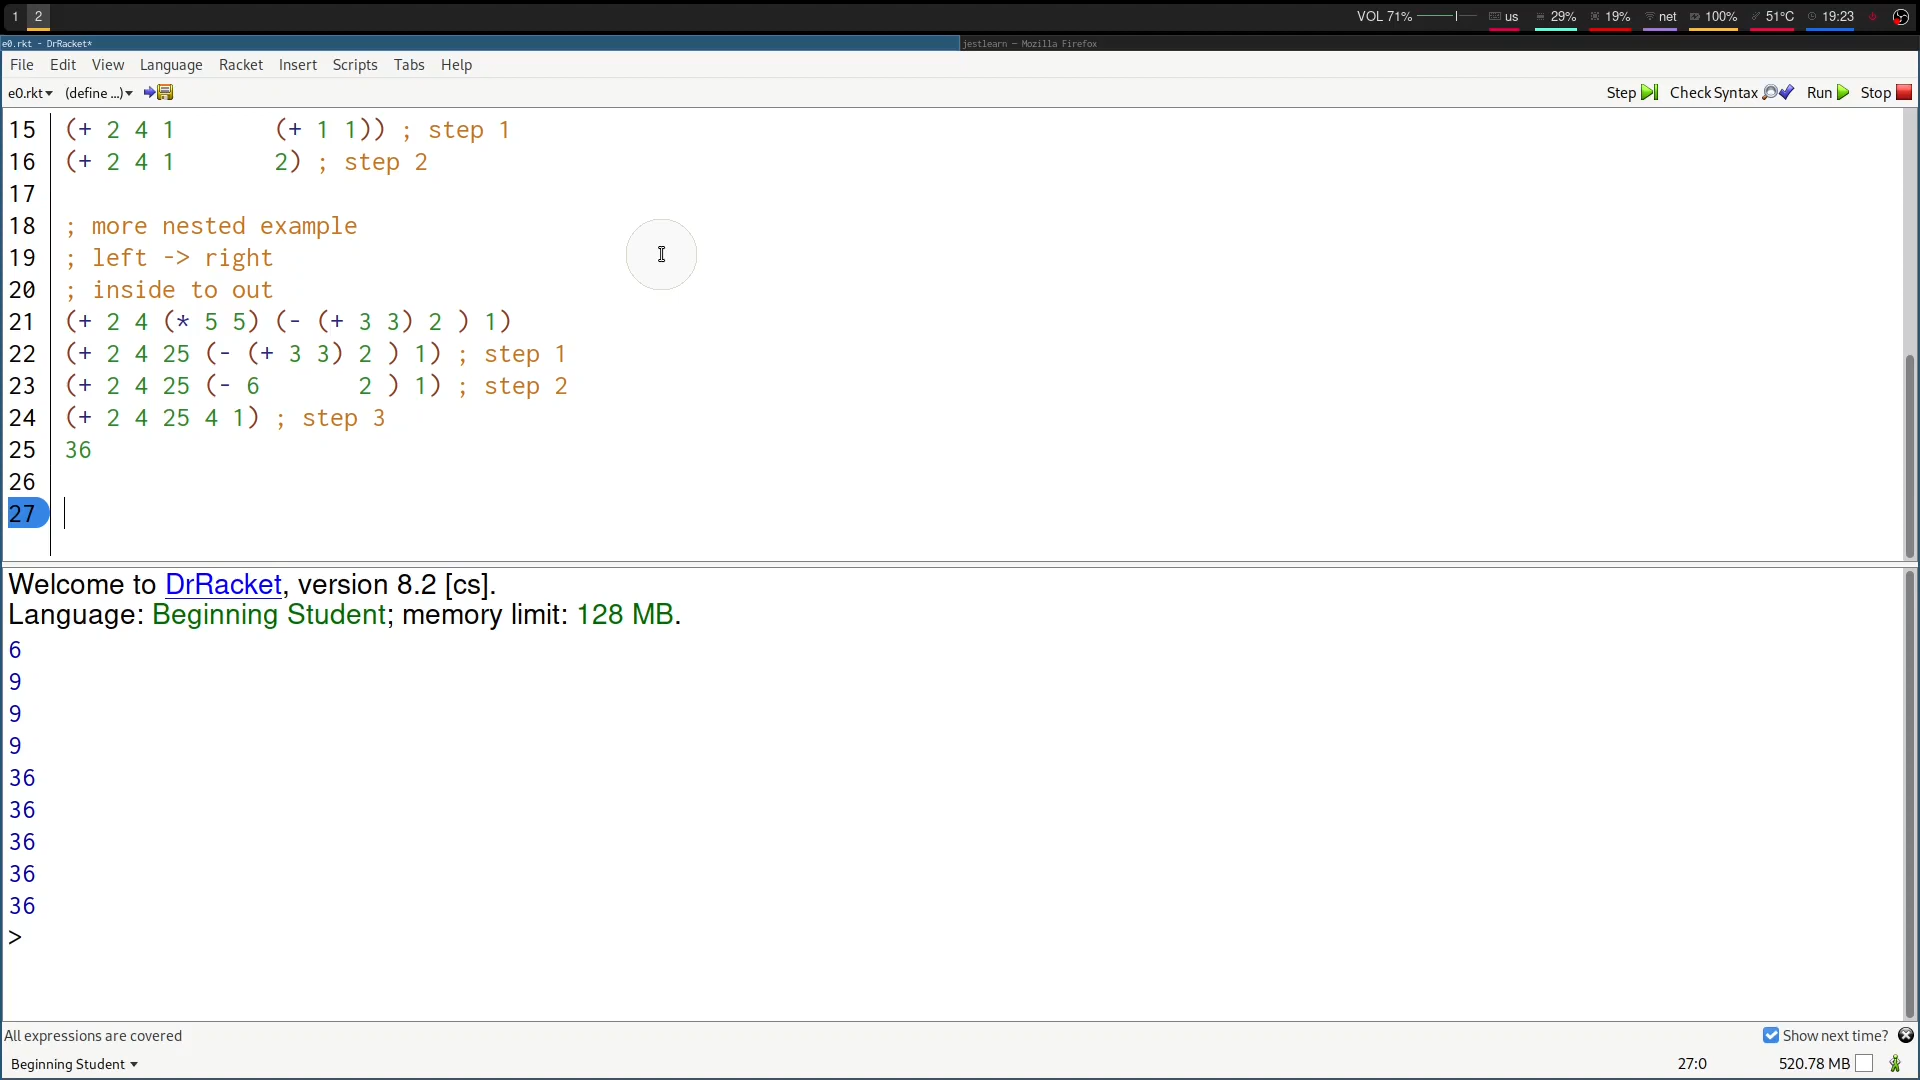 1 2 VOL 71% us 29% 19% net 100% 51°C 19:23
e0.rkt - DrRacket* jestlearn — Mozilla Firefox
File Edit View Language Racket Insert Scripts Tabs Help
e0.rkt (define ...) Step Check Syntax Run Stop
15 (+ 2 4 1       (+ 1 1)) ; step 1
16 (+ 2 4 1       2) ; step 2
17
18 ; more nested example
19 ; left -> right
20 ; inside to out
21 (+ 2 4 (* 5 5) (- (+ 3 3) 2 ) 1)
22 (+ 2 4 25 (- (+ 3 3) 2 ) 1) ; step 1
23 (+ 2 4 25 (- 6       2 ) 1) ; step 2
24 (+ 2 4 25 4 1) ; step 3
25 36
26
27
Welcome to DrRacket, version 8.2 [cs].
Language: Beginning Student; memory limit: 128 MB.
6
9
9
9
36
36
36
36
36
>
All expressions are covered Show next time?
Beginning Student 27:0 520.78 MB